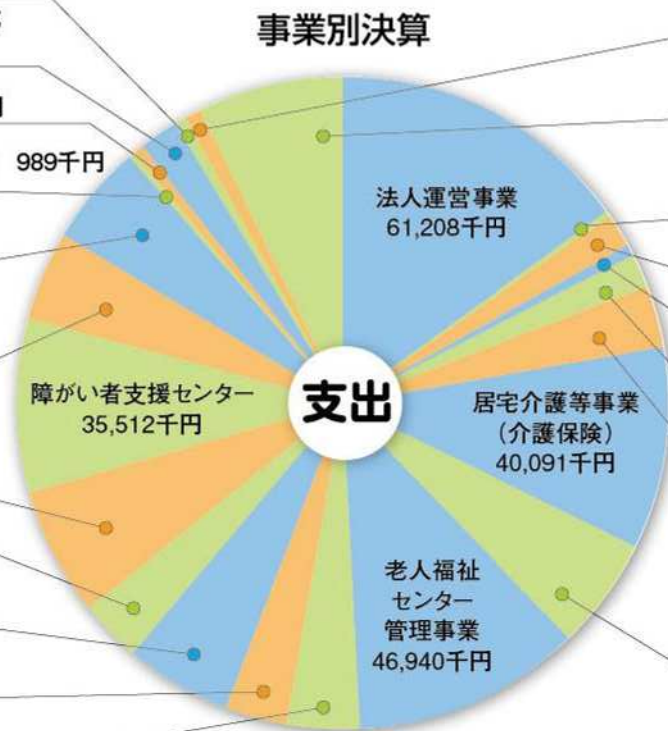 事業別決算
989千円
法人運営事業
61,208千円
居宅介護等事業
（介護保険）
40,091千円
老人福祉
センター
管理事業
46,940千円
障がい者支援センター
35,512千円
支出